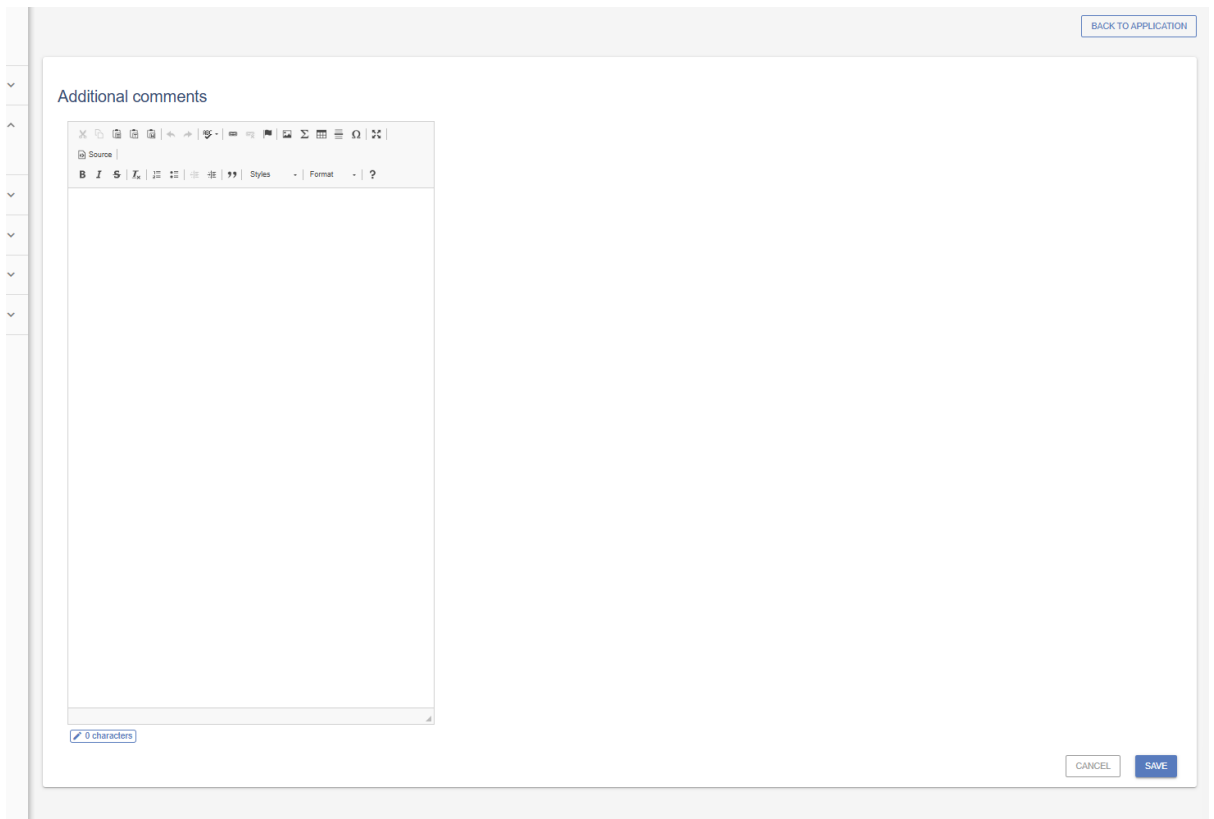 BACK TO APPLICATION
Additional comments
Source
Styles
Format
?
0 characters
CANCEL
SAVE